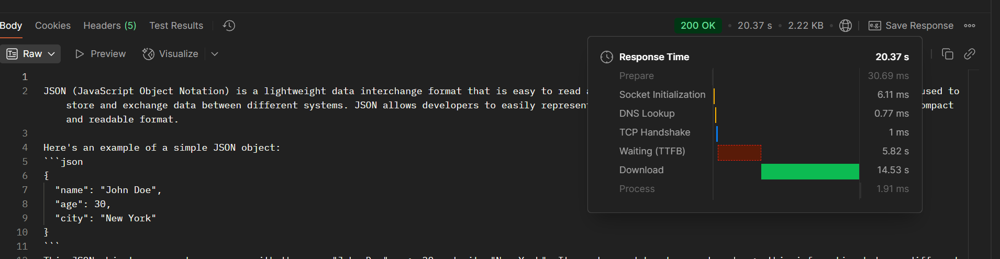 Body Cookies Headers (5) Test Results 200 OK • 20.37 s • 2.22 KB • e.g. Save Response
Raw Preview Visualize
Response Time 20.37 s
Prepare 30.69 ms
Socket Initialization 6.11 ms
DNS Lookup 0.77 ms
TCP Handshake 1 ms
Waiting (TTFB) 5.82 s
Download 14.53 s
Process 1.91 ms
1
2 JSON (JavaScript Object Notation) is a lightweight data interchange format that is easy to read used to
store and exchange data between different systems. JSON allows developers to easily represent
and readable format.
3
4 Here's an example of a simple JSON object:
5 ```json
6 {
7 "name": "John Doe",
8 "age": 30,
9 "city": "New York"
10 }
11 ```